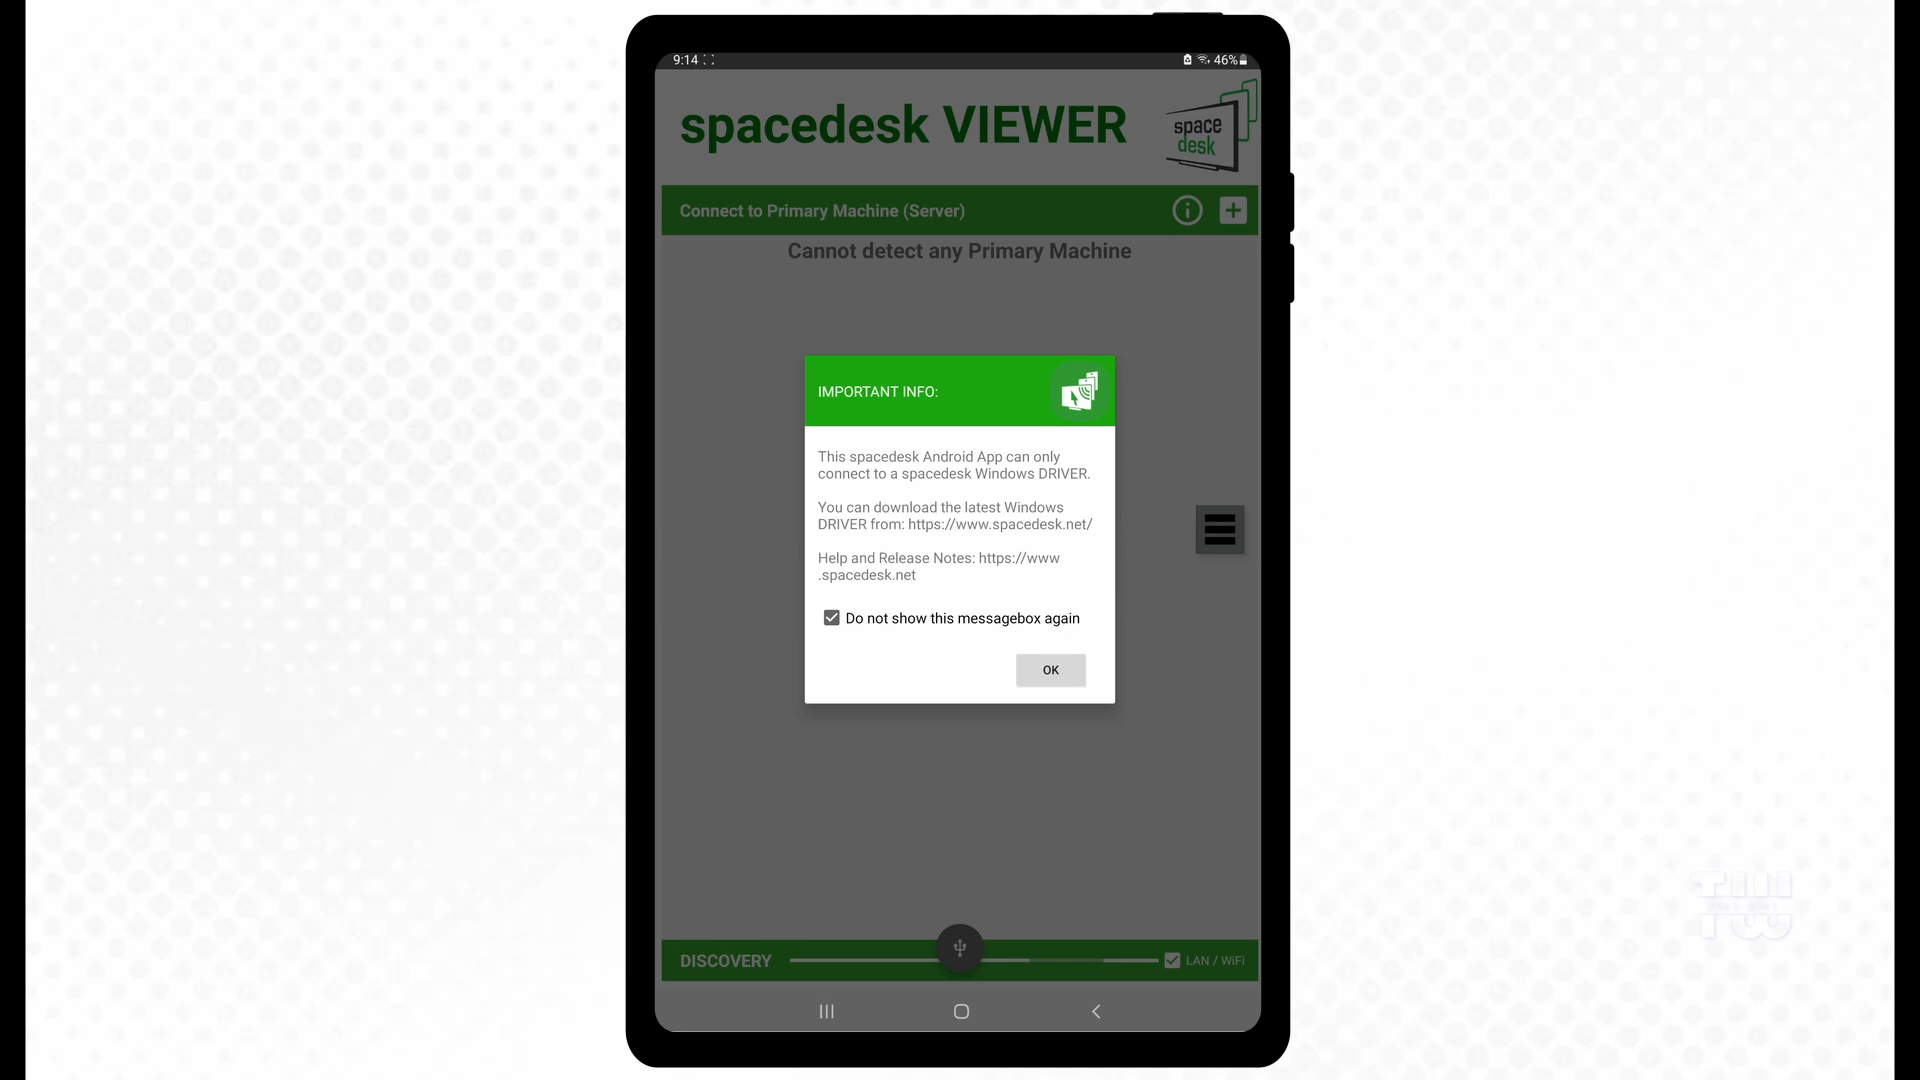 9:14
46%
spacedesk VIEWER
space
desk
Connect to Primary Machine (Server)
Cannot detect any Primary Machine
IMPORTANT INFO:
This spacedesk Android App can only
connect to a spacedesk Windows DRIVER.
You can download the latest Windows
DRIVER from: https://www.spacedesk.net/
Help and Release Notes: https://www
.spacedesk.net
Do not show this messagebox again
OK
DISCOVERY
LAN / WiFi